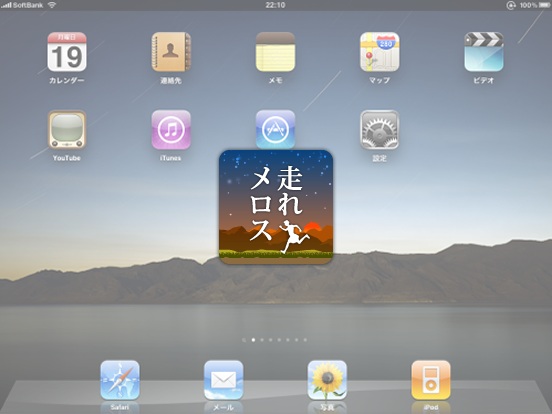 SoftBank
22:10
100%
月曜日
19
280
カレンダー
連絡先
メモ
マップ
ビデオ
YouTube
iTunes
設定
走れ
メロス
Safari
メール
写真
iPod